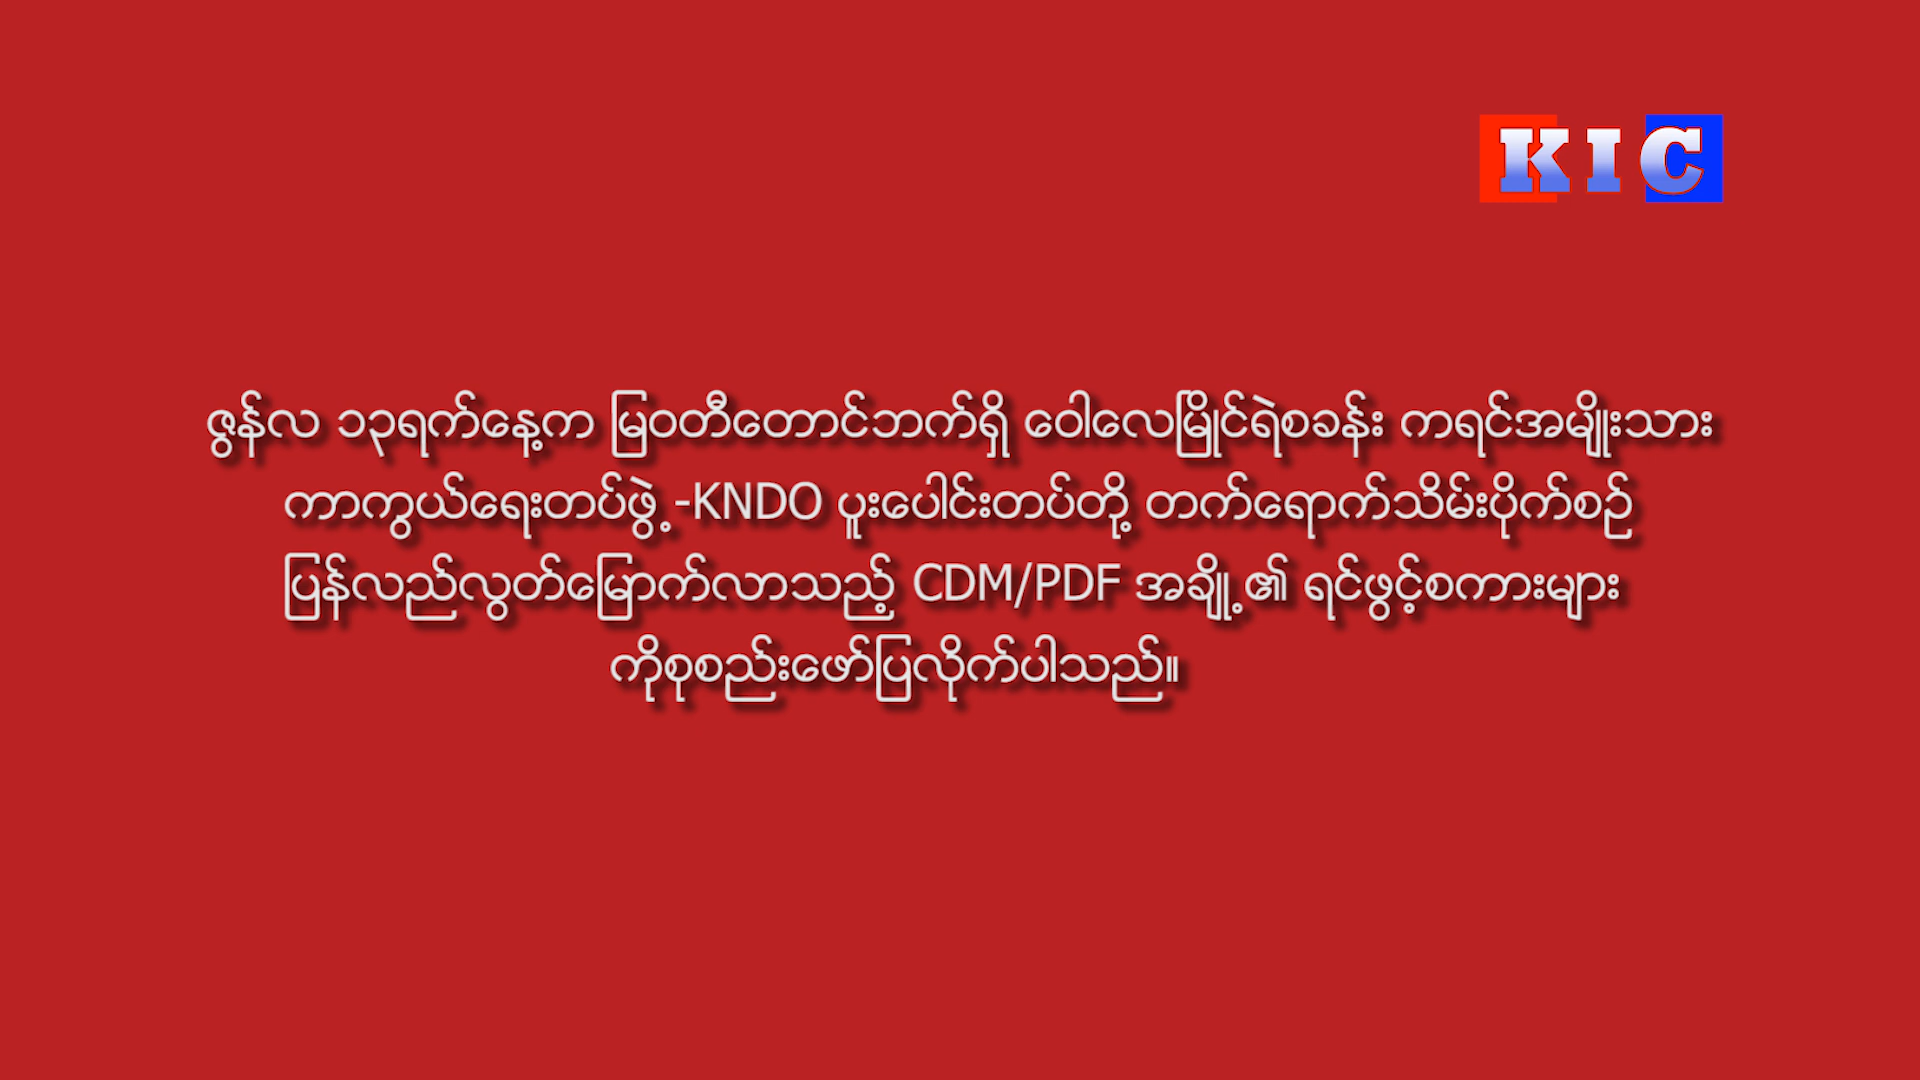 KIC
ဇွန်လ ၁၃ရက်နေ့က မြဝတီတောင်ဘက်ရှိ ဝေါလေမြိုင်ရဲစခန်း ကရင်အမျိုးသား
ကာကွယ်ရေးတပ်ဖွဲ့-KNDO ပူးပေါင်းတပ်တို့ တက်ရောက်သိမ်းပိုက်စဉ်
ပြန်လည်လွတ်မြောက်လာသည့် CDM/PDF အချို့၏ ရင်ဖွင့်စကားများ
ကိုစုစည်းဖော်ပြလိုက်ပါသည်။